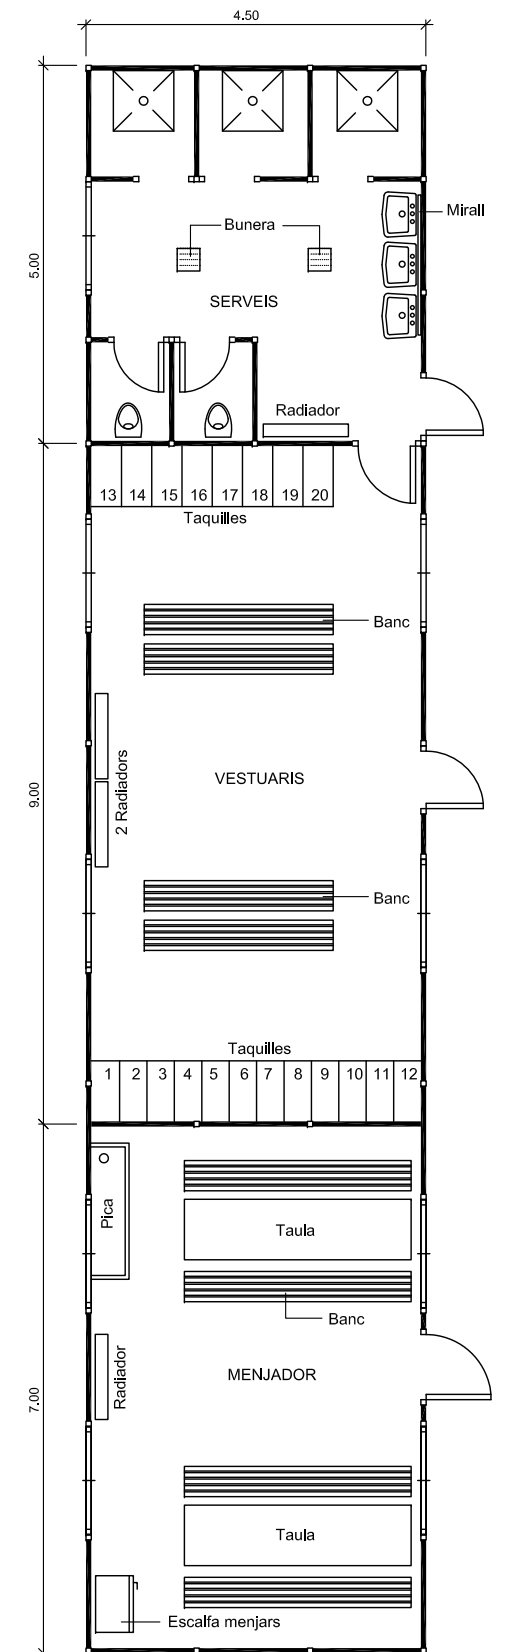 4.50
Mirall
Bunera
5.00
SERVEIS
Radiador
13 14 15 16 17 18 19 20
Taquilles
Banc
2 Radiadors
VESTUARIS
9.00
Banc
Taquilles
1 2 3 4 5 6 7 8 9 10 11 12
Pica
Taula
Banc
Radiador
MENJADOR
7.00
Taula
Escalfa menjars